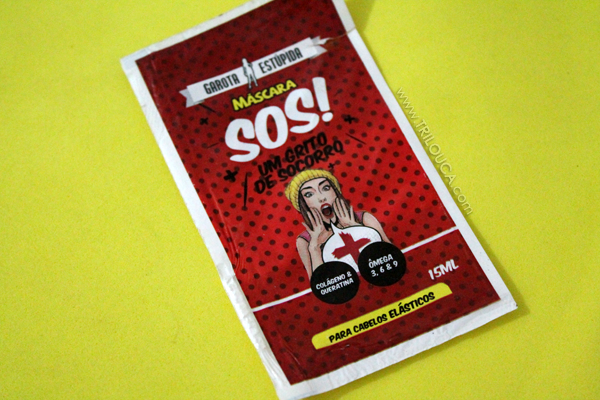 GAROTA ESTÚPIDA
MÁSCARA
SOS!
UM GRITO
DE SOCORRO
COLÁGENO &
QUERATINA
ÔMEGA
3, 6 & 9
15ML
PARA CABELOS ELÁSTICOS
www.TRILOUCA.com